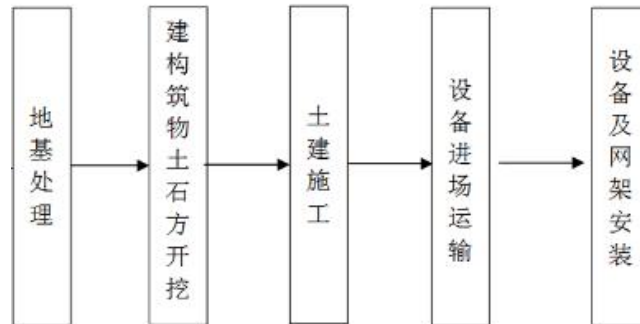 地基处理
建构筑物土石方开挖
土建施工
设备进场运输
设备及网架安装